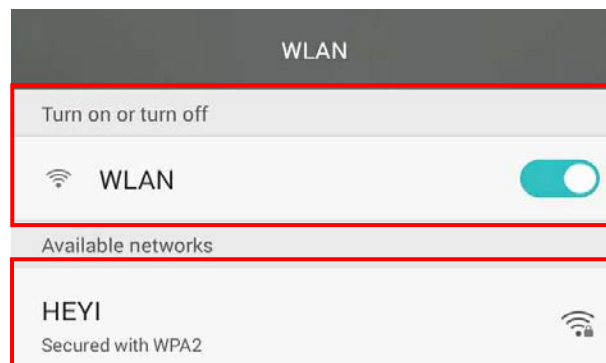 WLAN
Turn on or turn off
WLAN
Available networks
HEYI
Secured with WPA2